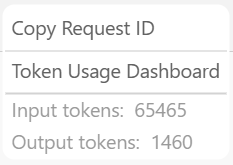 Copy Request ID
Token Usage Dashboard
Input tokens: 65465
Output tokens: 1460